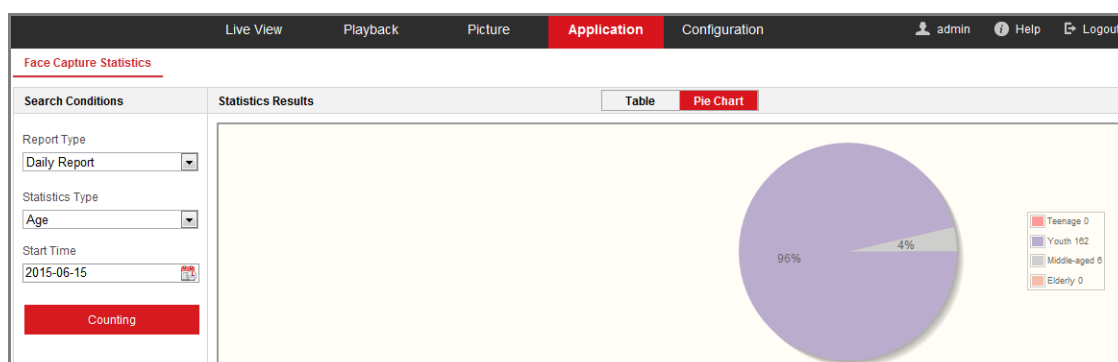 Live View Playback Picture Application Configuration admin Help Logout
Face Capture Statistics
Search Conditions
Statistics Results
Table Pie Chart
Report Type
Daily Report
Statistics Type
Age
Start Time
2015-06-15
Counting
96%
4%
Teenage 0
Youth 162
Middle-aged 6
Elderly 0